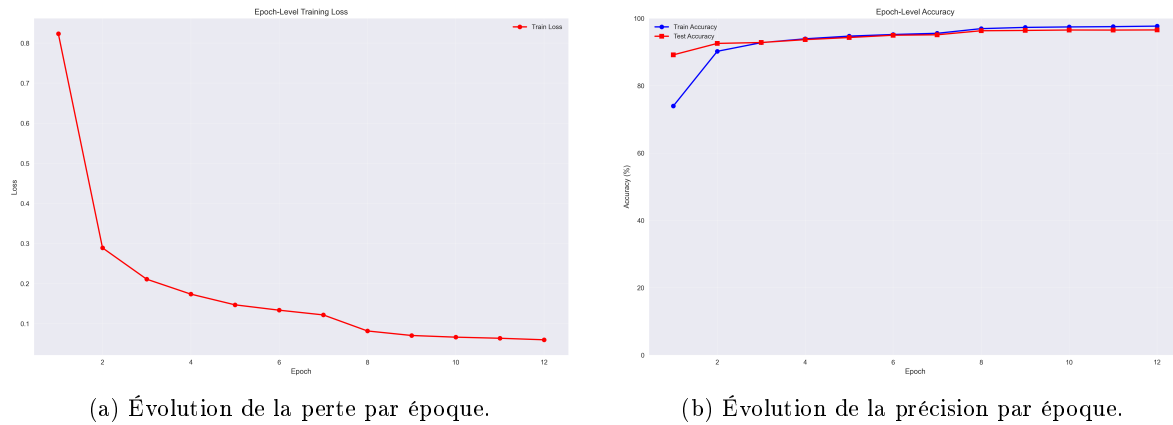 Epoch-Level Training Loss
Train Loss
0.8
0.7
0.6
0.5
0.4
0.3
0.2
0.1
Loss
2 4 6 8 10 12
Epoch
(a) Évolution de la perte par époque.
Epoch-Level Accuracy
Train Accuracy
Test Accuracy
100
80
60
40
20
0
Accuracy (%)
2 4 6 8 10 12
Epoch
(b) Évolution de la précision par époque.